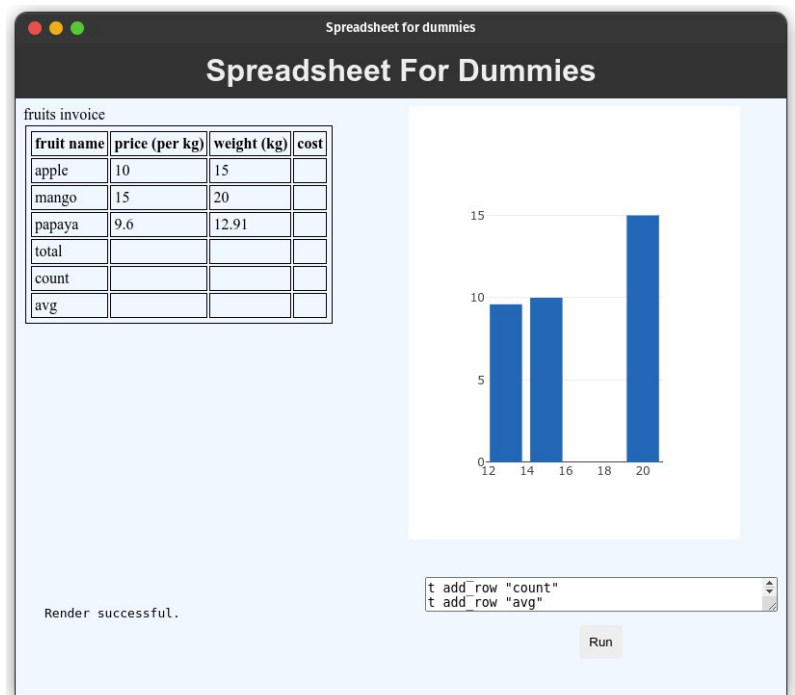 Spreadsheet for dummies
Spreadsheet For Dummies
fruits invoice
fruit name price (per kg) weight (kg) cost
apple 10 15
mango 15 20
papaya 9.6 12.91
total
count
avg
15
10
5
0
12 14 16 18 20
t add_row "count"
t add_row "avg"
Render successful.
Run